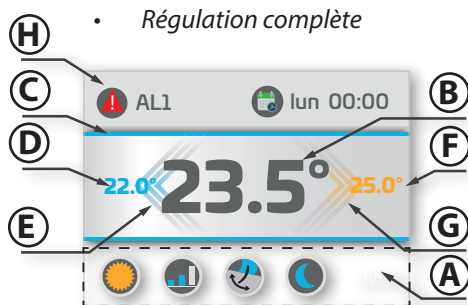 • Régulation complète
H
C AL1 lun 00:00 B
D 22.0° 23.5° 25.0° F
E G
A